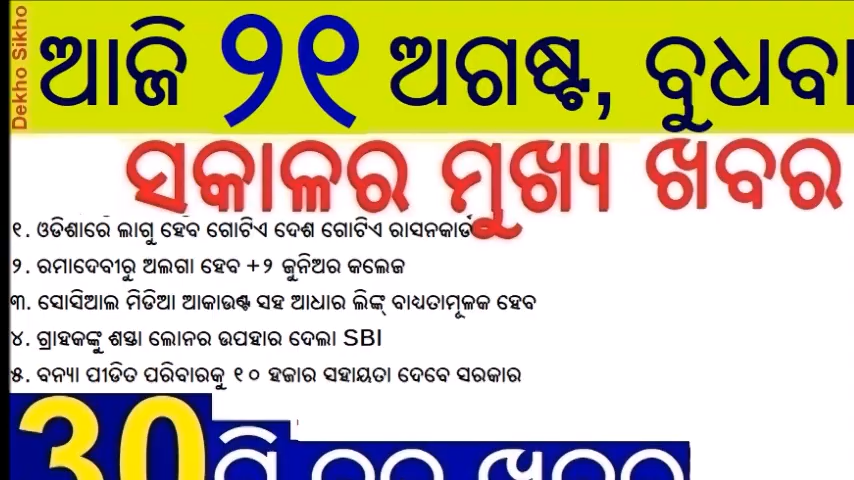 Dekho Sikho
ଆଜି ୨୧ ଅଗଷ୍ଟ, ବୁଧବା
ସକାଳର ମୁଖ୍ୟ ଖବର
୧. ଓଡିଶାରେ ଲାଗୁ ହେବ ଗୋଟିଏ ଦେଶ ଗୋଟିଏ ରାସନକାର୍ଡ
୨. ରମାଦେବୀରୁ ଅଲଗା ହେବ +୨ ଜୁନିଅର କଲେଜ
୩. ସୋସିଆଲ ମିଡିଆ ଆକାଉଣ୍ଟ ସହ ଆଧାର ଲିଙ୍କ୍ ବାଧ୍ୟତାମୂଳକ ହେବ
୪. ଗ୍ରାହକଙ୍କୁ ଶସ୍ତା ଲୋନର ଉପହାର ଦେଲା SBI
୫. ବନ୍ୟା ପୀଡିତ ପରିବାରକୁ ୧୦ ହଜାର ସହାୟତା ଦେବେ ସରକାର
30